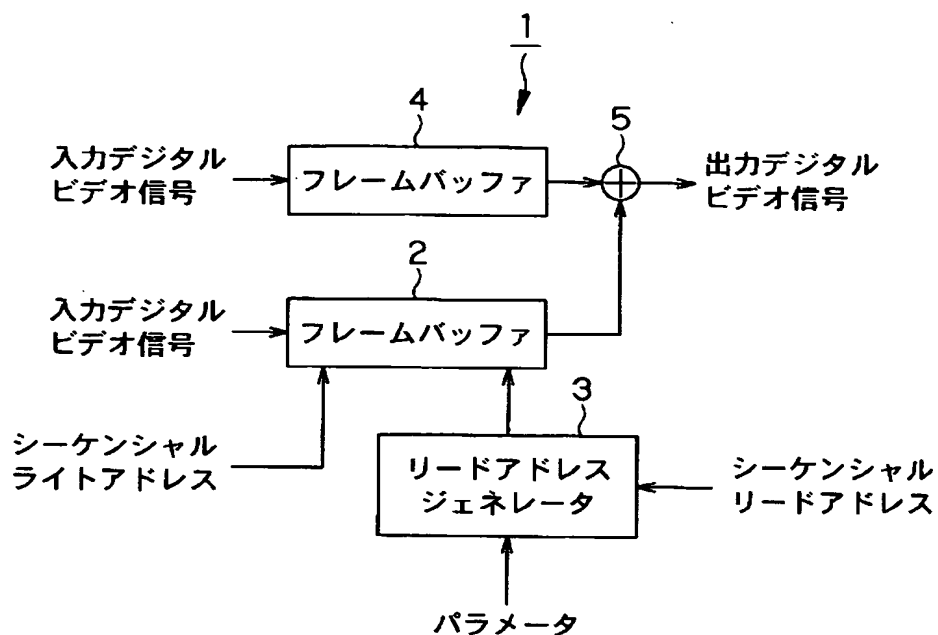 1
4
5
入力デジタル
ビデオ信号
フレームバッファ
出力デジタル
ビデオ信号
2
入力デジタル
ビデオ信号
フレームバッファ
3
シーケンシャル
ライトアドレス
リードアドレス
ジェネレータ
シーケンシャル
リードアドレス
パラメータ